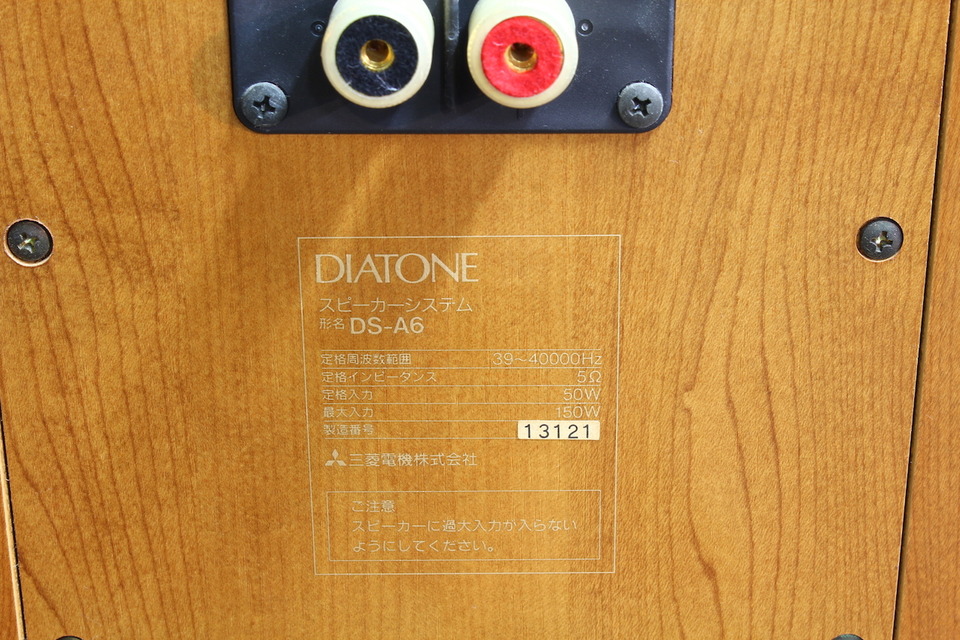 DIATONE
スピーカーシステム
形名 DS-A6
定格周波数範囲 39～40000Hz
定格インピーダンス 5Ω
定格入力 50W
最大入力 150W
製造番号 13121
三菱電機株式会社
ご注意
スピーカーに過大入力が入らない
ようにしてください。